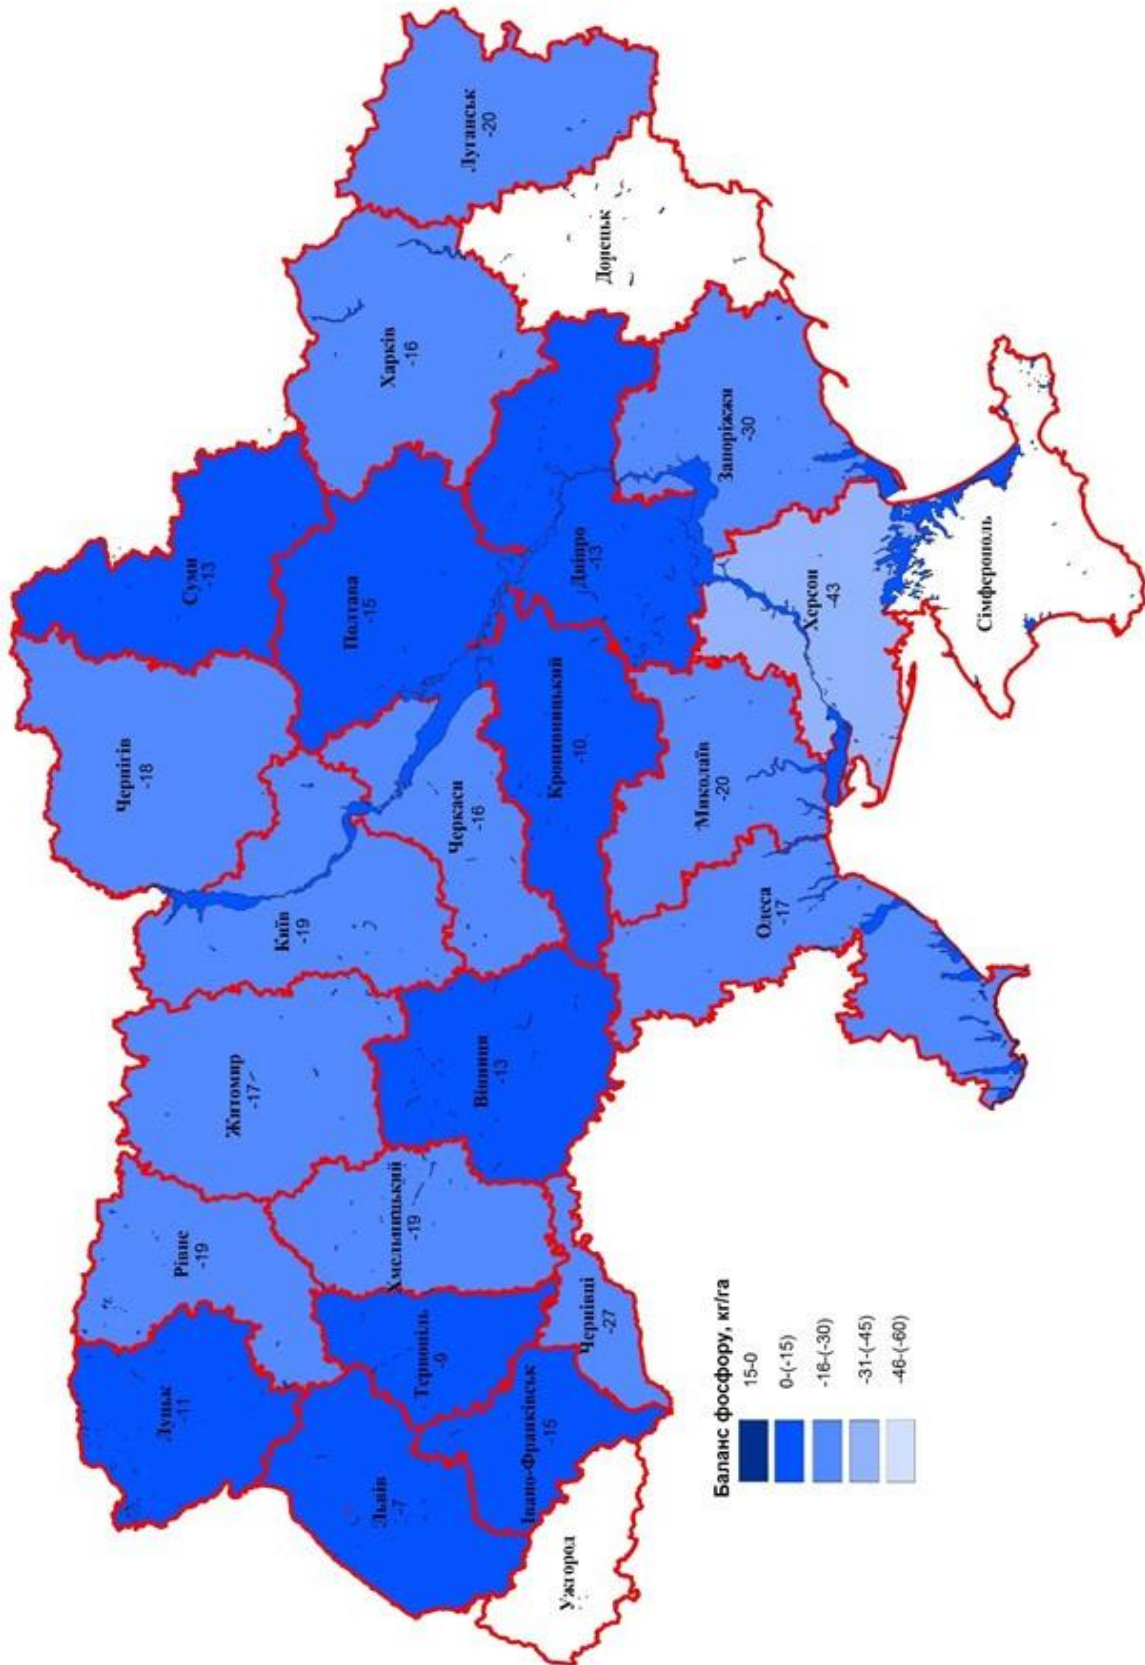 Луцьк
-11
Рівне
-19
Житомир
-17
Київ
-19
Чернігів
-18
Суми
-13
Львів
-7
Тернопіль
-9
Хмельницький
-19
Вінниця
-13
Черкаси
-16
Полтава
-15
Харків
-16
Луганськ
-20
Ужгород
Івано-Франківськ
-15
Чернівці
-27
Кропивницький
-10
Дніпро
-13
Донецьк
Одеса
-17
Миколаїв
-20
Херсон
-43
Запоріжжя
-30
Сімферополь
Баланс фосфору, кг/га
15-0
0-(-15)
-16-(-30)
-31-(-45)
-46-(-60)